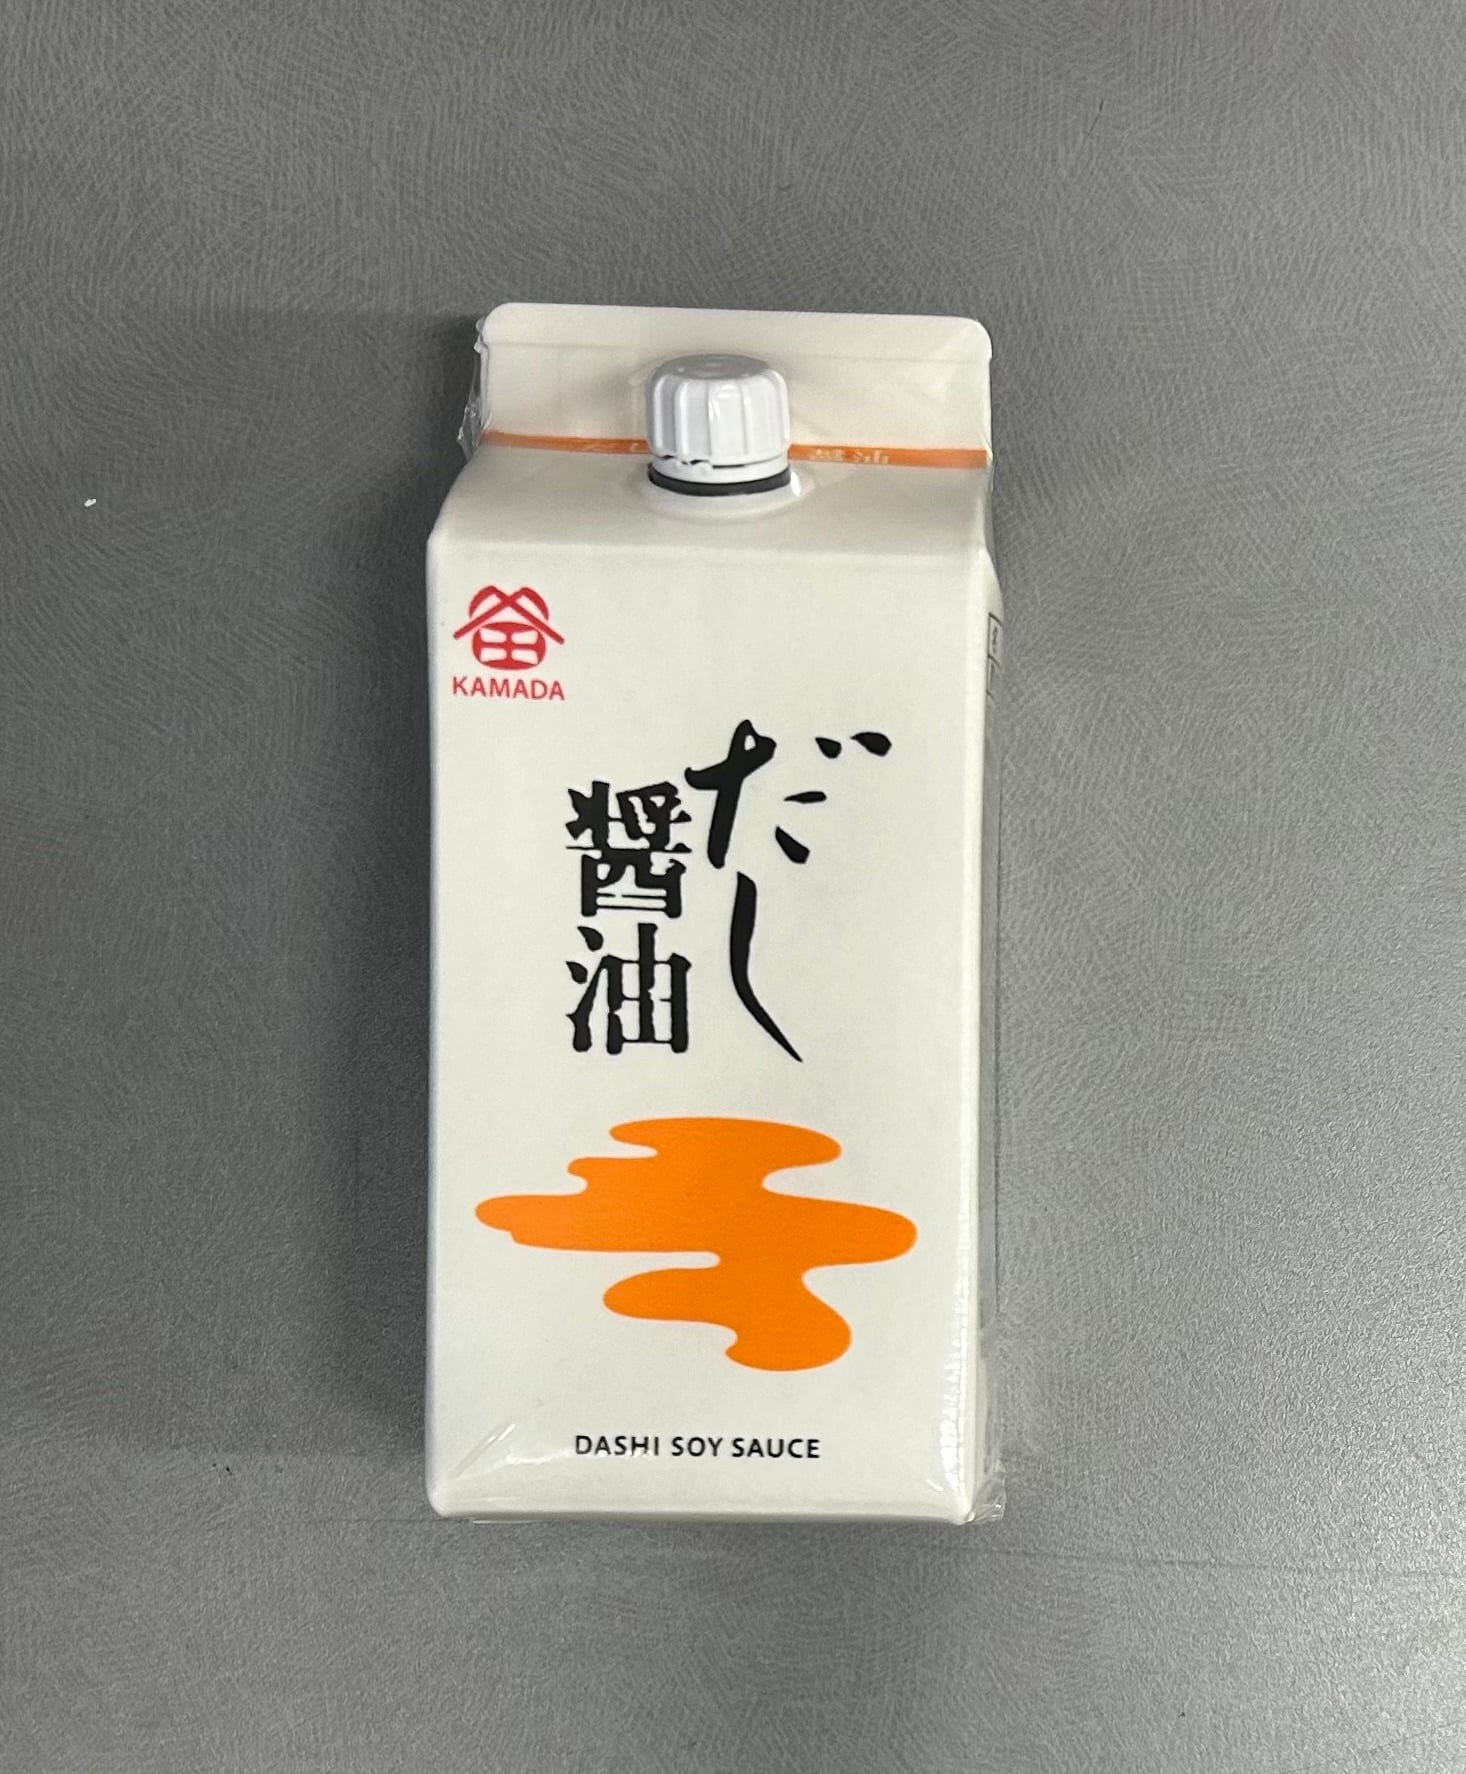 KAMADA
だし
醤油
DASHI SOY SAUCE